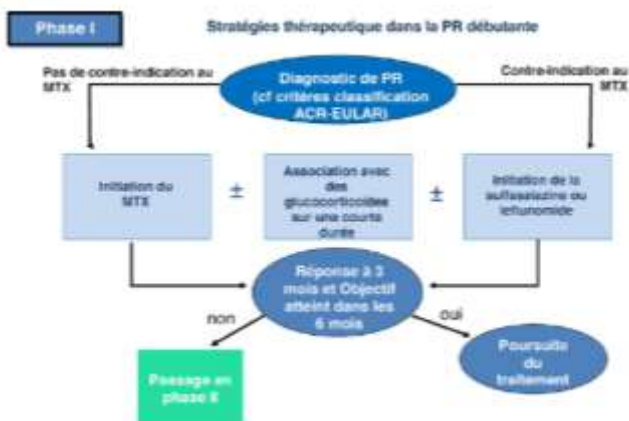 Phase I
Stratégies thérapeutique dans la PR débutante
Pas de contre-indication au
MTX
Diagnostic de PR
(cf critères classification
ACR-EULAR)
Contre-indication au
MTX
Initiation du
MTX
±
Association avec
des
glucocorticoides
sur une courte
durée
±
Initiation de la
sulfasalazine ou
leflunomide
Réponse à 3
mois et Objectif
atteint dans les
6 mois
non
oui
Passage en
phase II
Poursuite
du
traitement